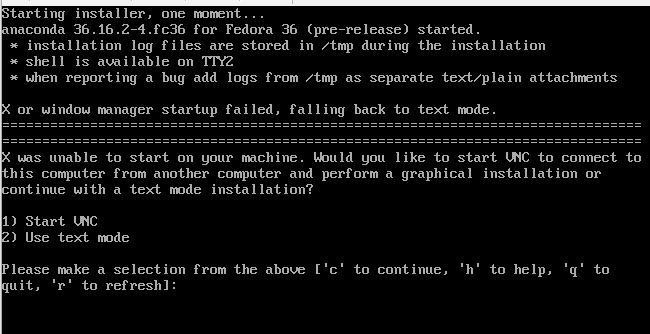 Starting installer, one moment...
anaconda 36.16.2-4.fc36 for Fedora 36 (pre-release) started.
* installation log files are stored in /tmp during the installation
* shell is available on TTY2
* when reporting a bug add logs from /tmp as separate text/plain attachments
X or window manager startup failed, falling back to text mode.
================================================================================
================================================================================
X was unable to start on your machine. Would you like to start VNC to connect to
this computer from another computer and perform a graphical installation or
continue with a text mode installation?
1) Start VNC
2) Use text mode
Please make a selection from the above ['c' to continue, 'h' to help, 'q' to
quit, 'r' to refresh]: